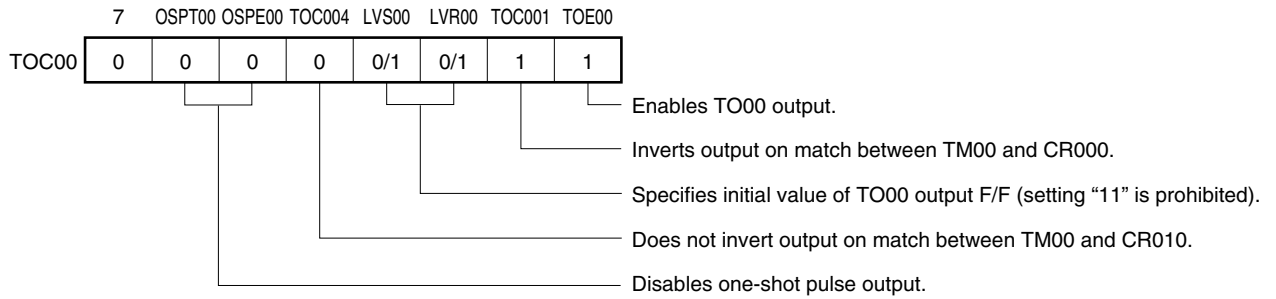 7 OSPT00 OSPE00 TOC004 LVS00 LVR00 TOC001 TOE00
TOC00 0 0 0 0 0/1 0/1 1 1
Enables TO00 output.
Inverts output on match between TM00 and CR000.
Specifies initial value of TO00 output F/F (setting “11” is prohibited).
Does not invert output on match between TM00 and CR010.
Disables one-shot pulse output.